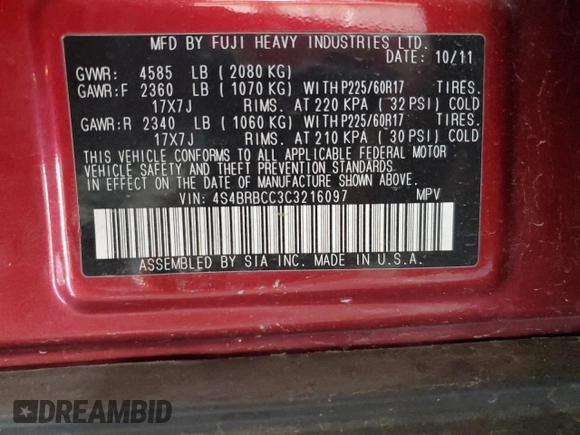 MFD BY FUJI HEAVY INDUSTRIES LTD.
DATE: 10/11
GVWR: 4585 LB ( 2080 KG)
GAWR:F 2360 LB ( 1070 KG) WITH P225/60R17 TIRES.
17X7J RIMS. AT 220 KPA ( 32 PSI) COLD
GAWR:R 2340 LB ( 1060 KG) WITH P225/60R17 TIRES.
17X7J RIMS. AT 210 KPA ( 30 PSI) COLD
THIS VEHICLE CONFORMS TO ALL APPLICABLE FEDERAL MOTOR
VEHICLE SAFETY AND THEFT PREVENTION STANDARDS
IN EFFECT ON THE DATE OF MANUFACTURE SHOWN ABOVE.
VIN: 4S4BRBCC3C3216097 MPV
ASSEMBLED BY SIA INC. MADE IN U.S.A.
DREAMBID